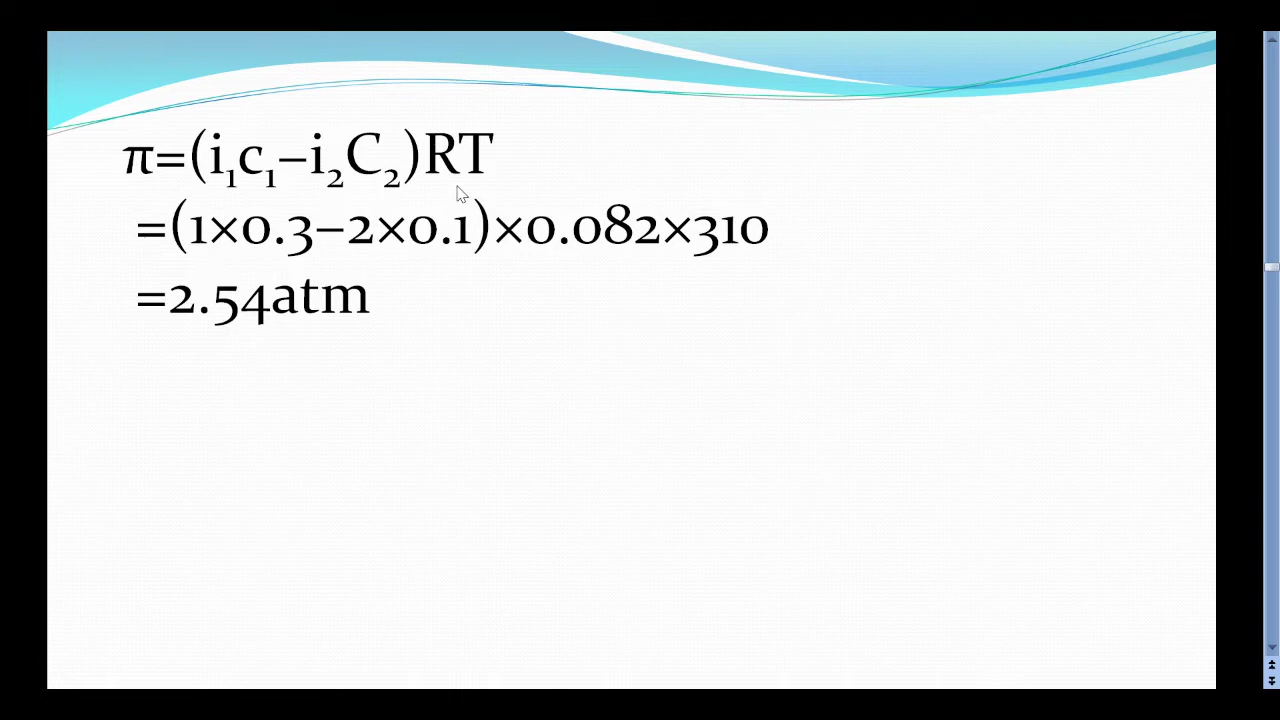 π=(i₁c₁–i₂C₂)RT
=(1×0.3–2×0.1)×0.082×310
=2.54atm